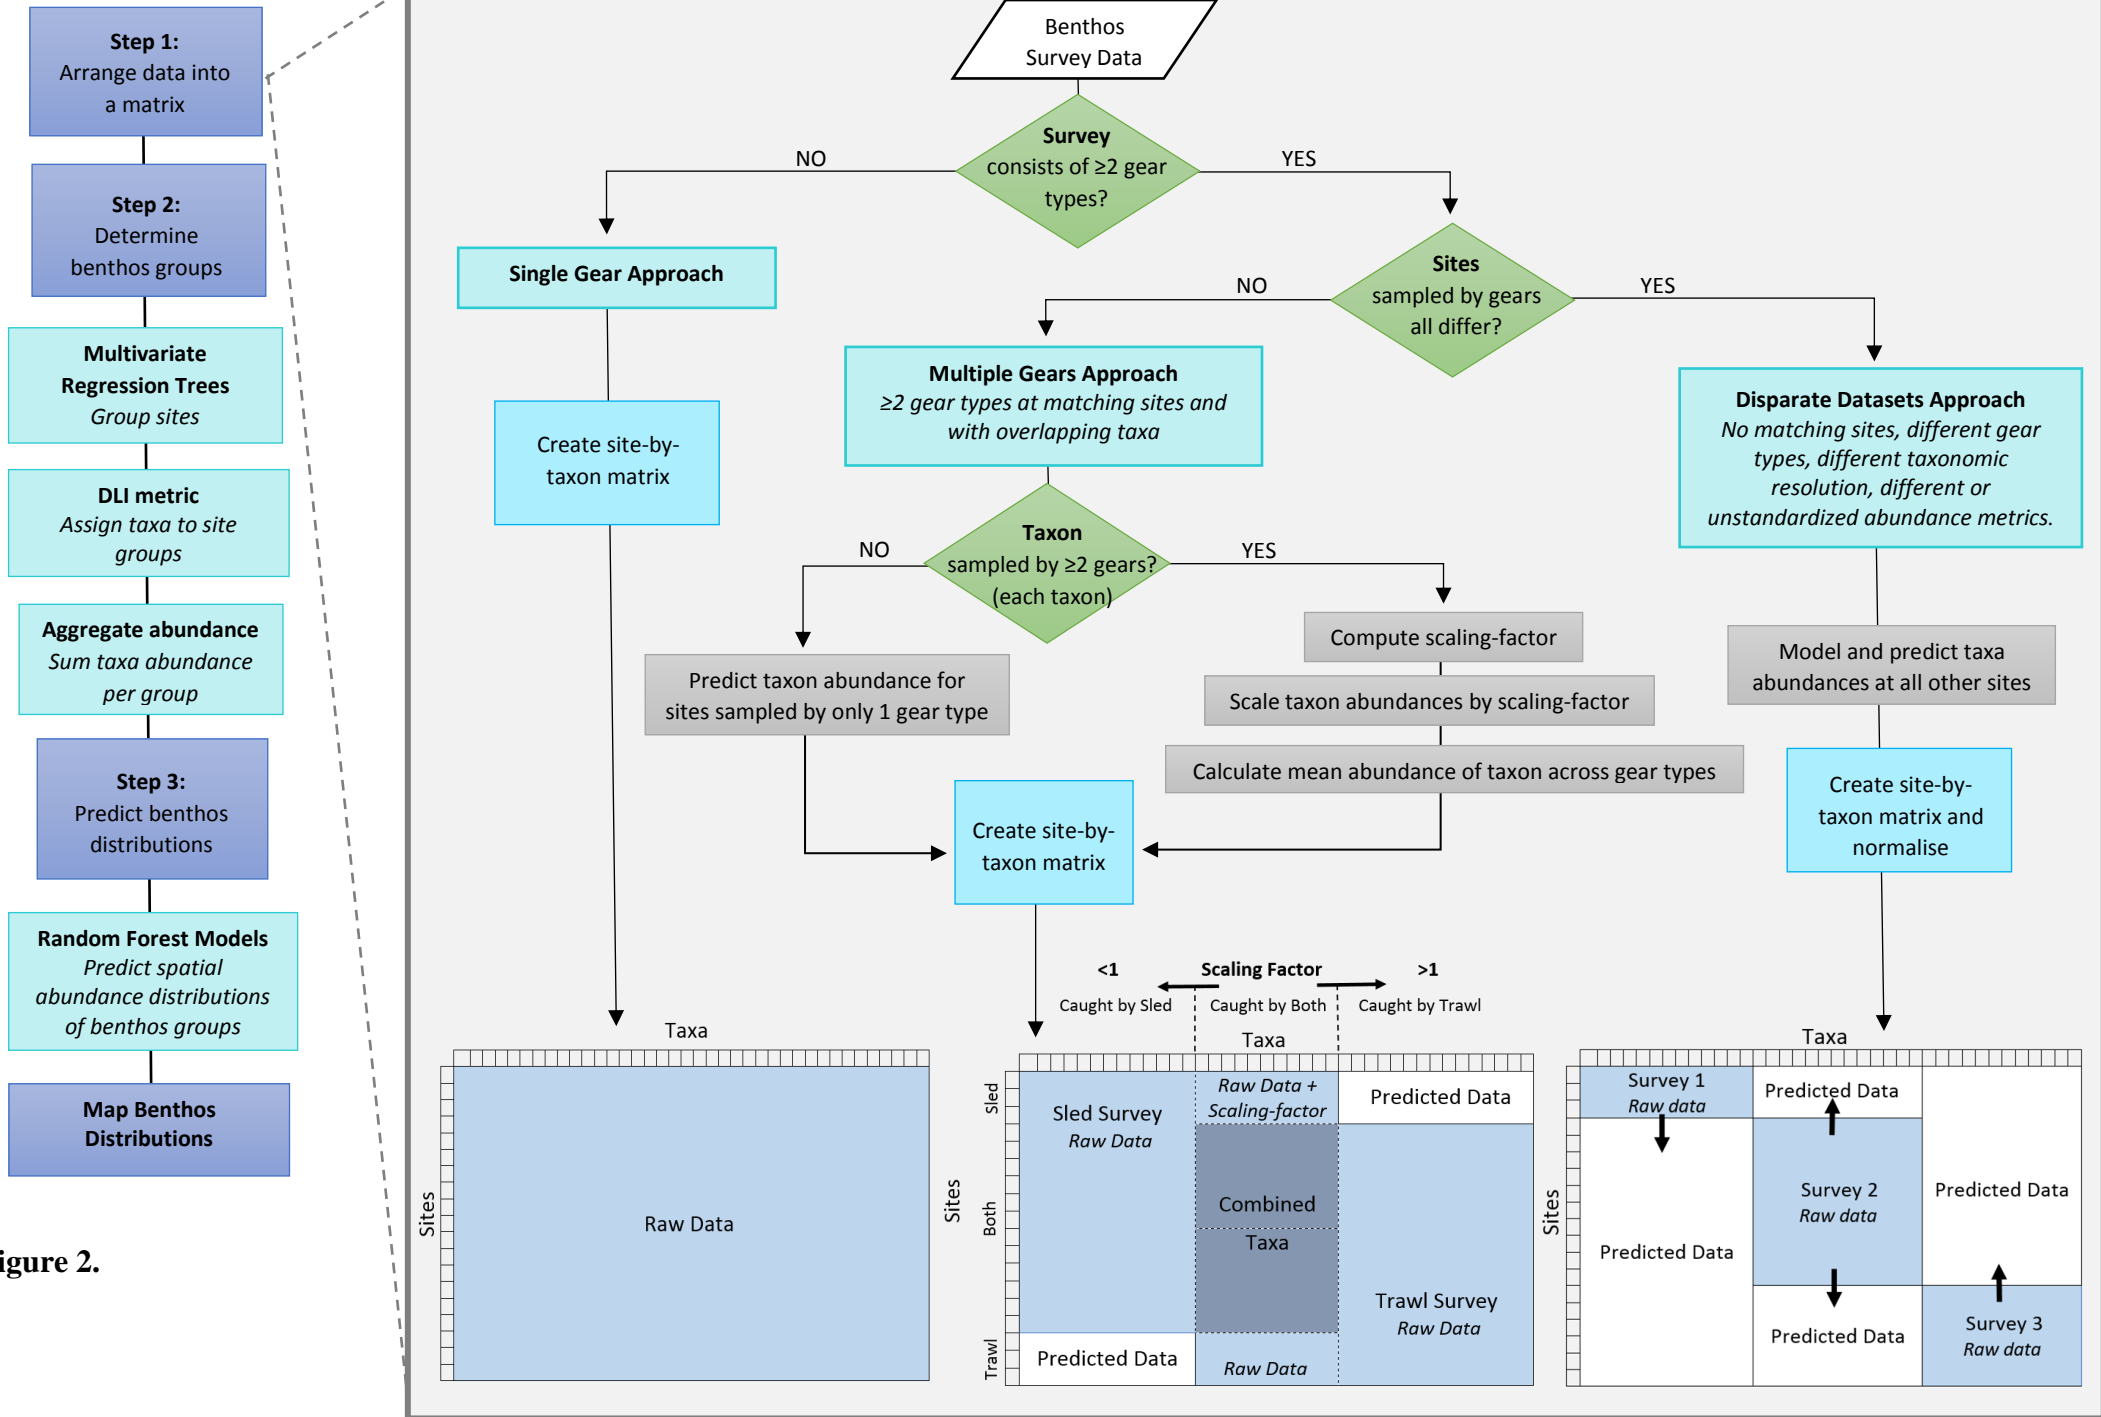 Step 1:
Arrange data into
a matrix
Step 2:
Determine
benthos groups
Multivariate
Regression Trees
Group sites
DLI metric
Assign taxa to site
groups
Aggregate abundance
Sum taxa abundance
per group
Step 3:
Predict benthos
distributions
Random Forest Models
Predict spatial
abundance distributions
of benthos groups
Map Benthos
Distributions
igure 2.
Benthos
Survey Data
Survey
consists of ≥2 gear
types?
NO
YES
Single Gear Approach
Sites
sampled by gears
all differ?
NO
YES
Multiple Gears Approach
≥2 gear types at matching sites and
with overlapping taxa
Disparate Datasets Approach
No matching sites, different gear
types, different taxonomic
resolution, different or
unstandardized abundance metrics.
Create site-by-
taxon matrix
Taxon
sampled by ≥2 gears?
(each taxon)
NO
YES
Predict taxon abundance for
sites sampled by only 1 gear type
Compute scaling-factor
Scale taxon abundances by scaling-factor
Calculate mean abundance of taxon across gear types
Model and predict taxa
abundances at all other sites
Create site-by-
taxon matrix
Create site-by-
taxon matrix and
normalise
Taxa
Sites
Raw Data
<1
Scaling Factor
>1
Caught by Sled
Caught by Both
Caught by Trawl
Taxa
Sites
Sled
Both
Trawl
Sled Survey
Raw Data
Raw Data +
Scaling-factor
Predicted Data
Combined
Taxa
Trawl Survey
Raw Data
Predicted Data
Raw Data
Taxa
Sites
Survey 1
Raw data
Predicted Data
Survey 2
Raw data
Predicted Data
Predicted Data
Predicted Data
Survey 3
Raw data